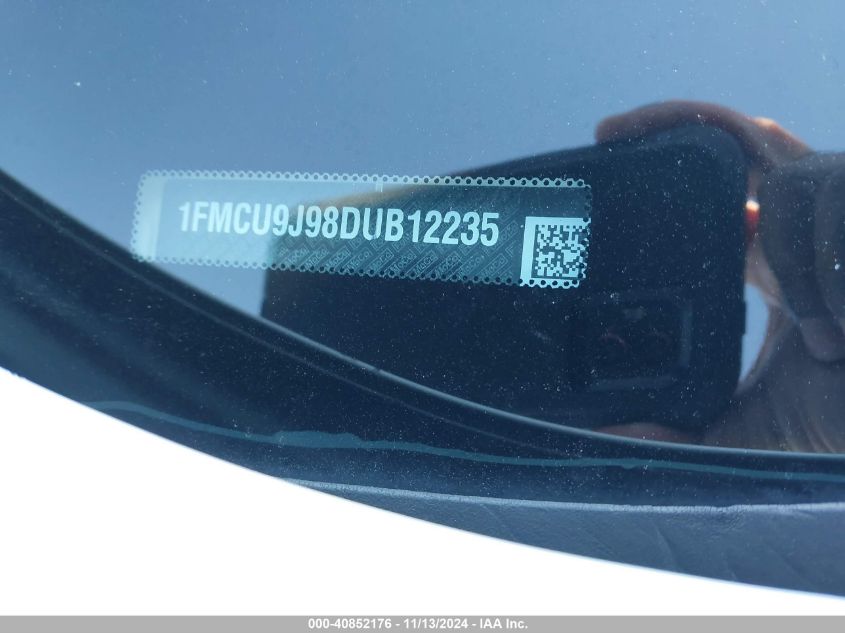 1FMCU9J98DUB12235
000-40852176 - 11/13/2024 - IAA Inc.